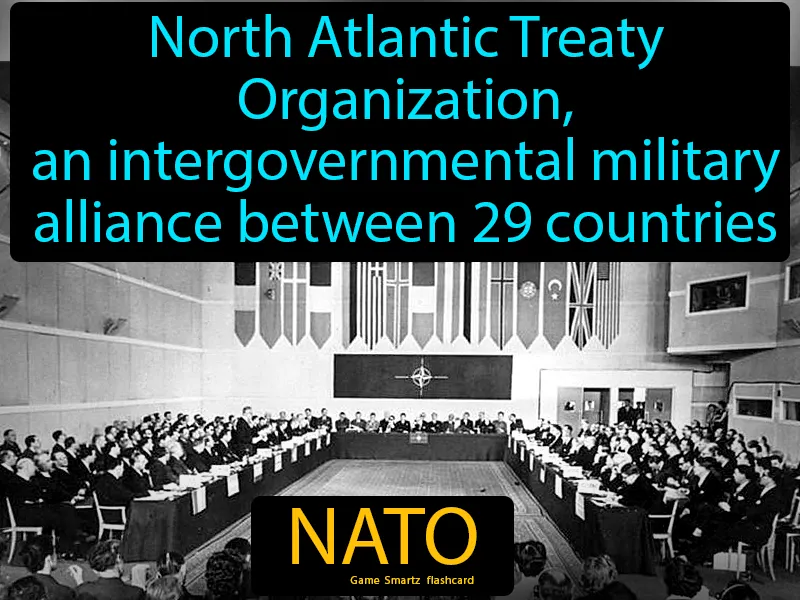 North Atlantic Treaty
Organization,
an intergovernmental military
alliance between 29 countries
NATO
Game Smartz flashcard